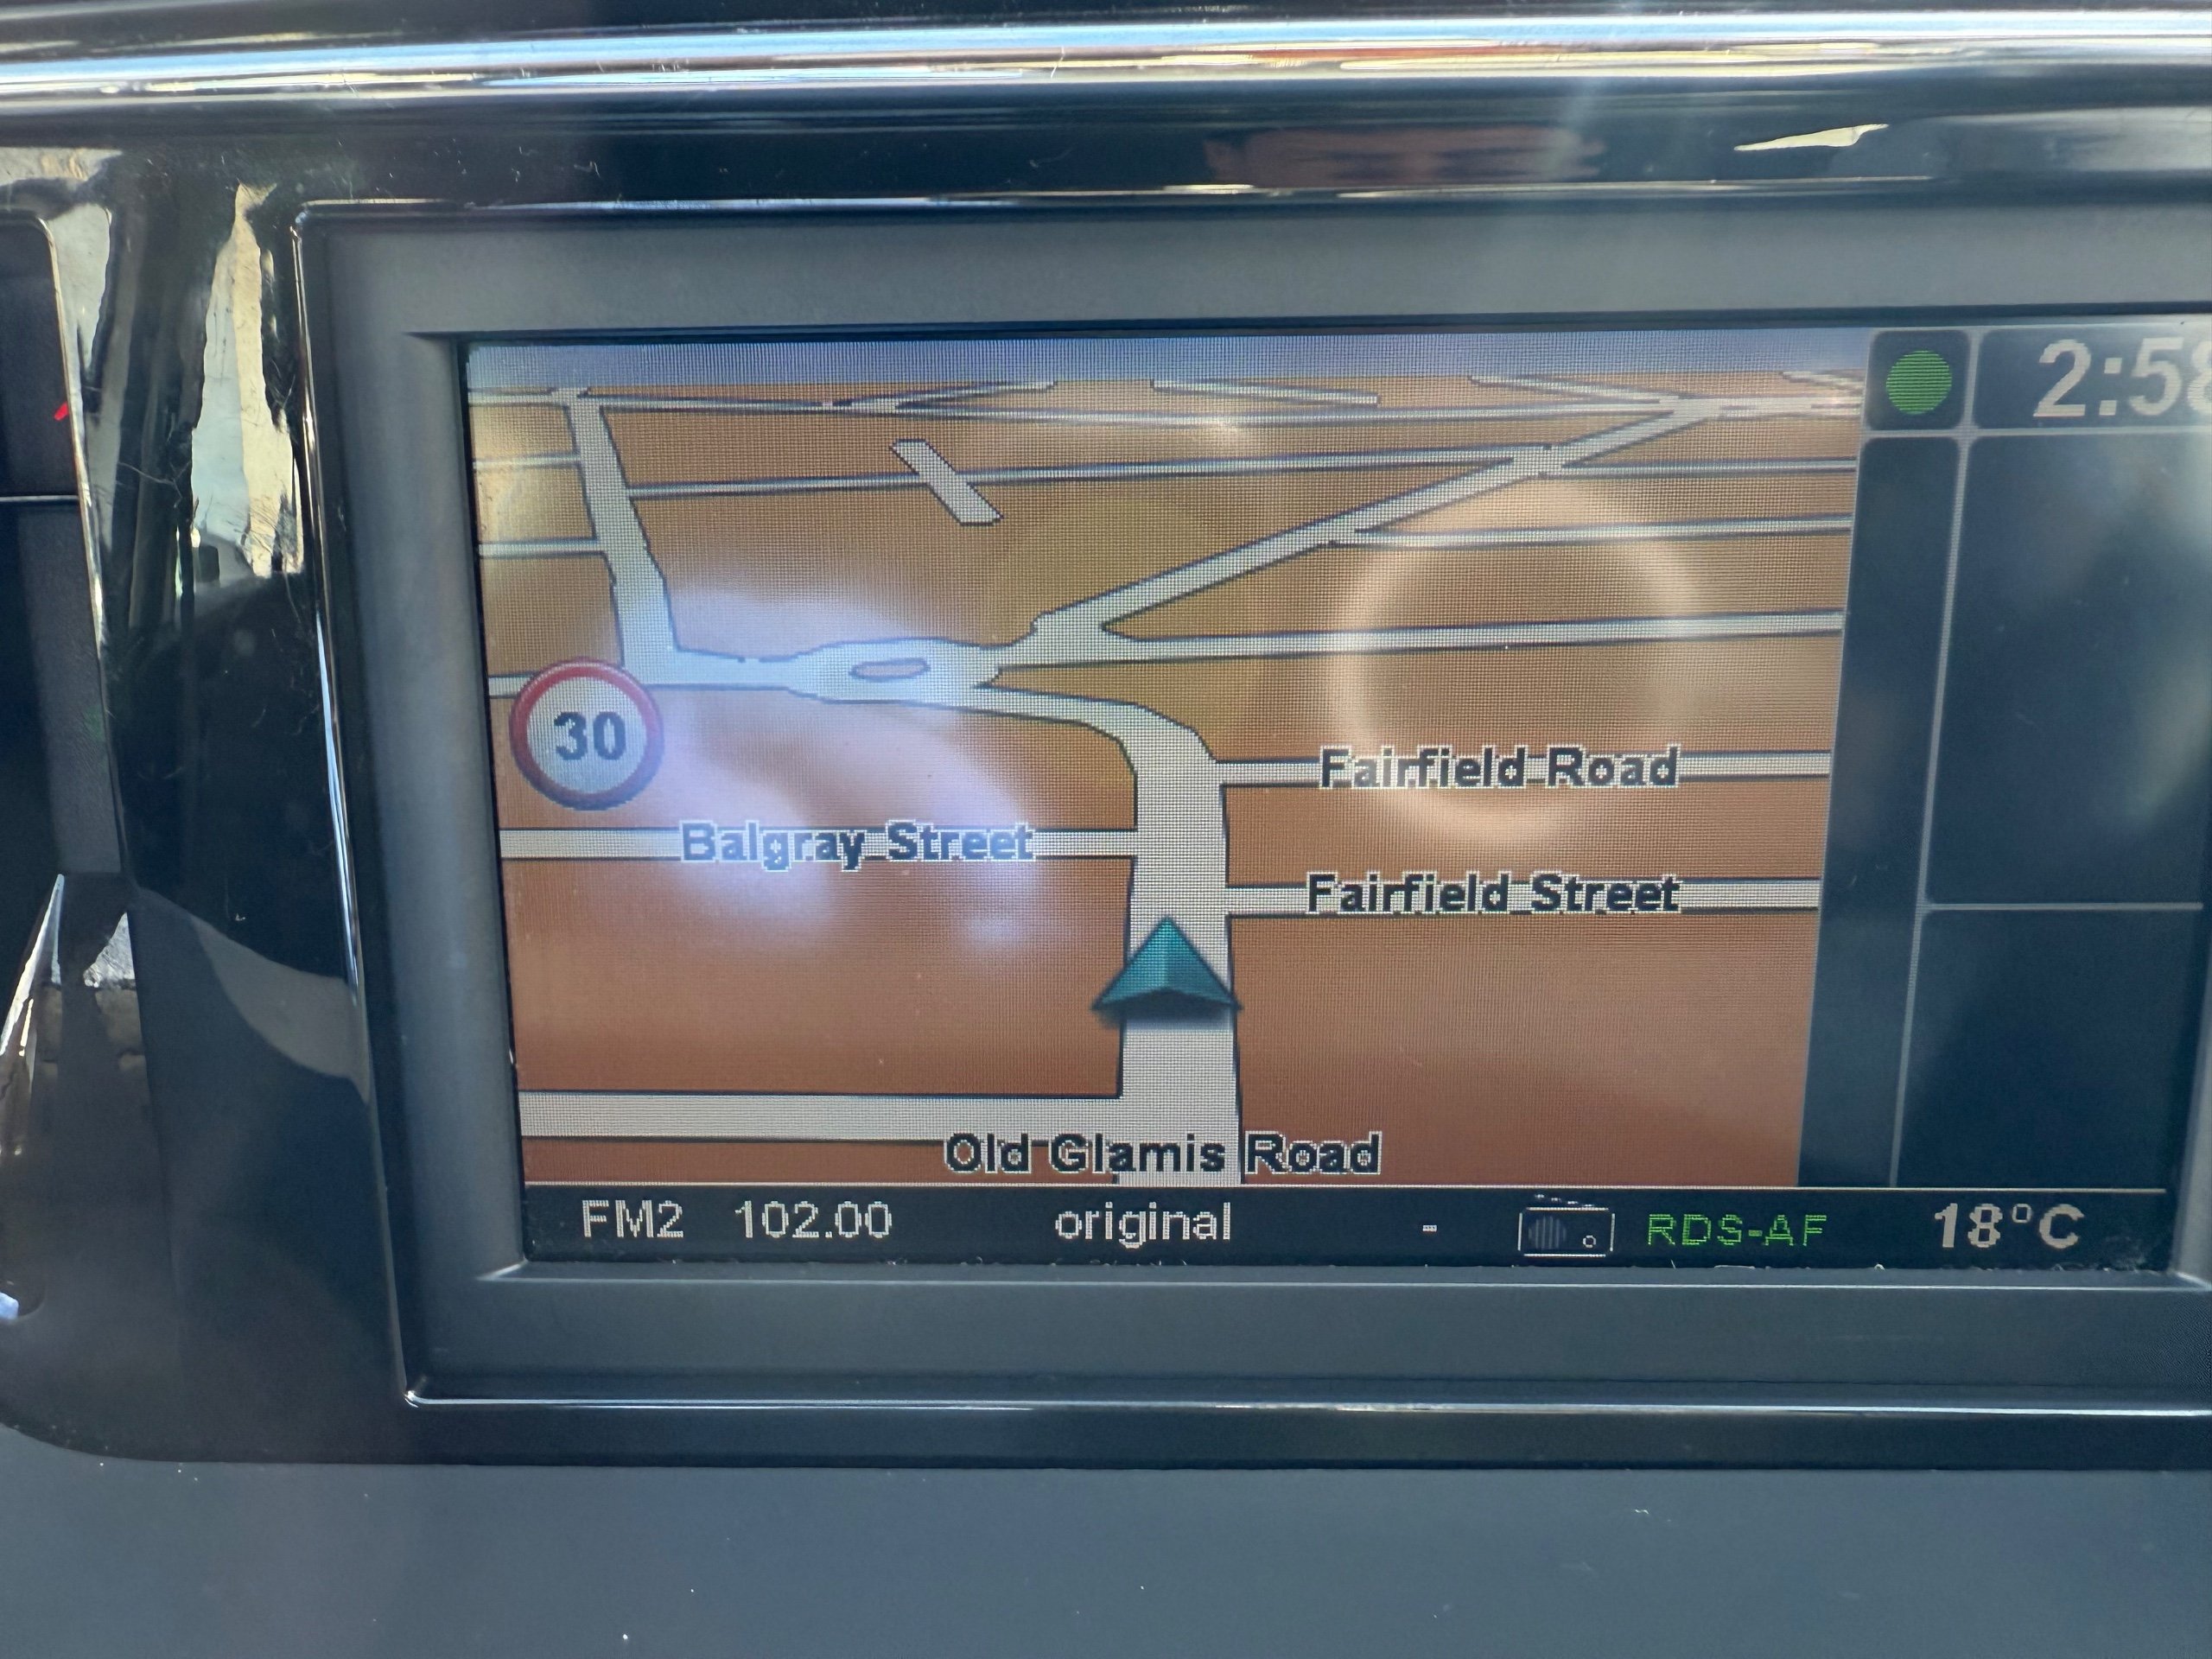 2:58
30
Fairfield Road
Balgray Street
Fairfield Street
Old Glamis Road
FM2 102.00 original - RDS-AF 18°C